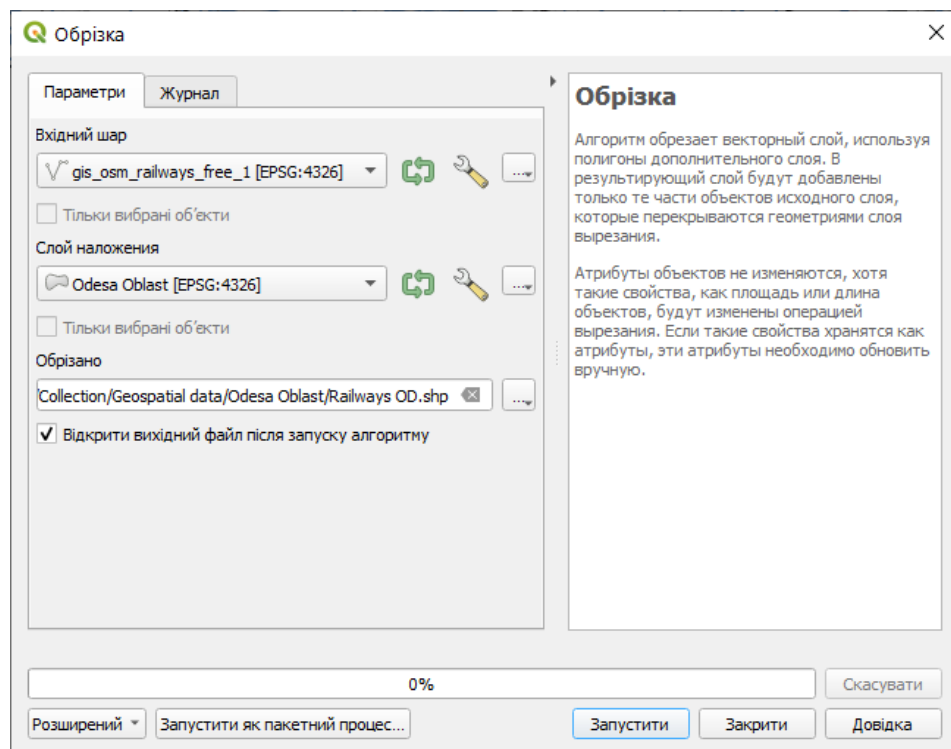 Обрізка
Параметри
Журнал
Вхідний шар
gis_osm_railways_free_1 [EPSG:4326]
...
Тільки вибрані об'єкти
Слой наложения
Odesa Oblast [EPSG:4326]
...
Тільки вибрані об'єкти
Обрізано
'Collection/Geospatial data/Odesa Oblast/Railways OD.shp
...
Відкрити вихідний файл після запуску алгоритму
Обрізка
Алгоритм обрезает векторный слой, используя
полигоны дополнительного слоя. В
результирующий слой будут добавлены
только те части объектов исходного слоя,
которые перекрываются геометриями слоя
вырезания.
Атрибуты объектов не изменяются, хотя
такие свойства, как площадь или длина
объектов, будут изменены операцией
вырезания. Если такие свойства хранятся как
атрибуты, эти атрибуты необходимо обновить
вручную.
0%
Скасувати
Розширений
Запустити як пакетний процес...
Запустити
Закрити
Довідка